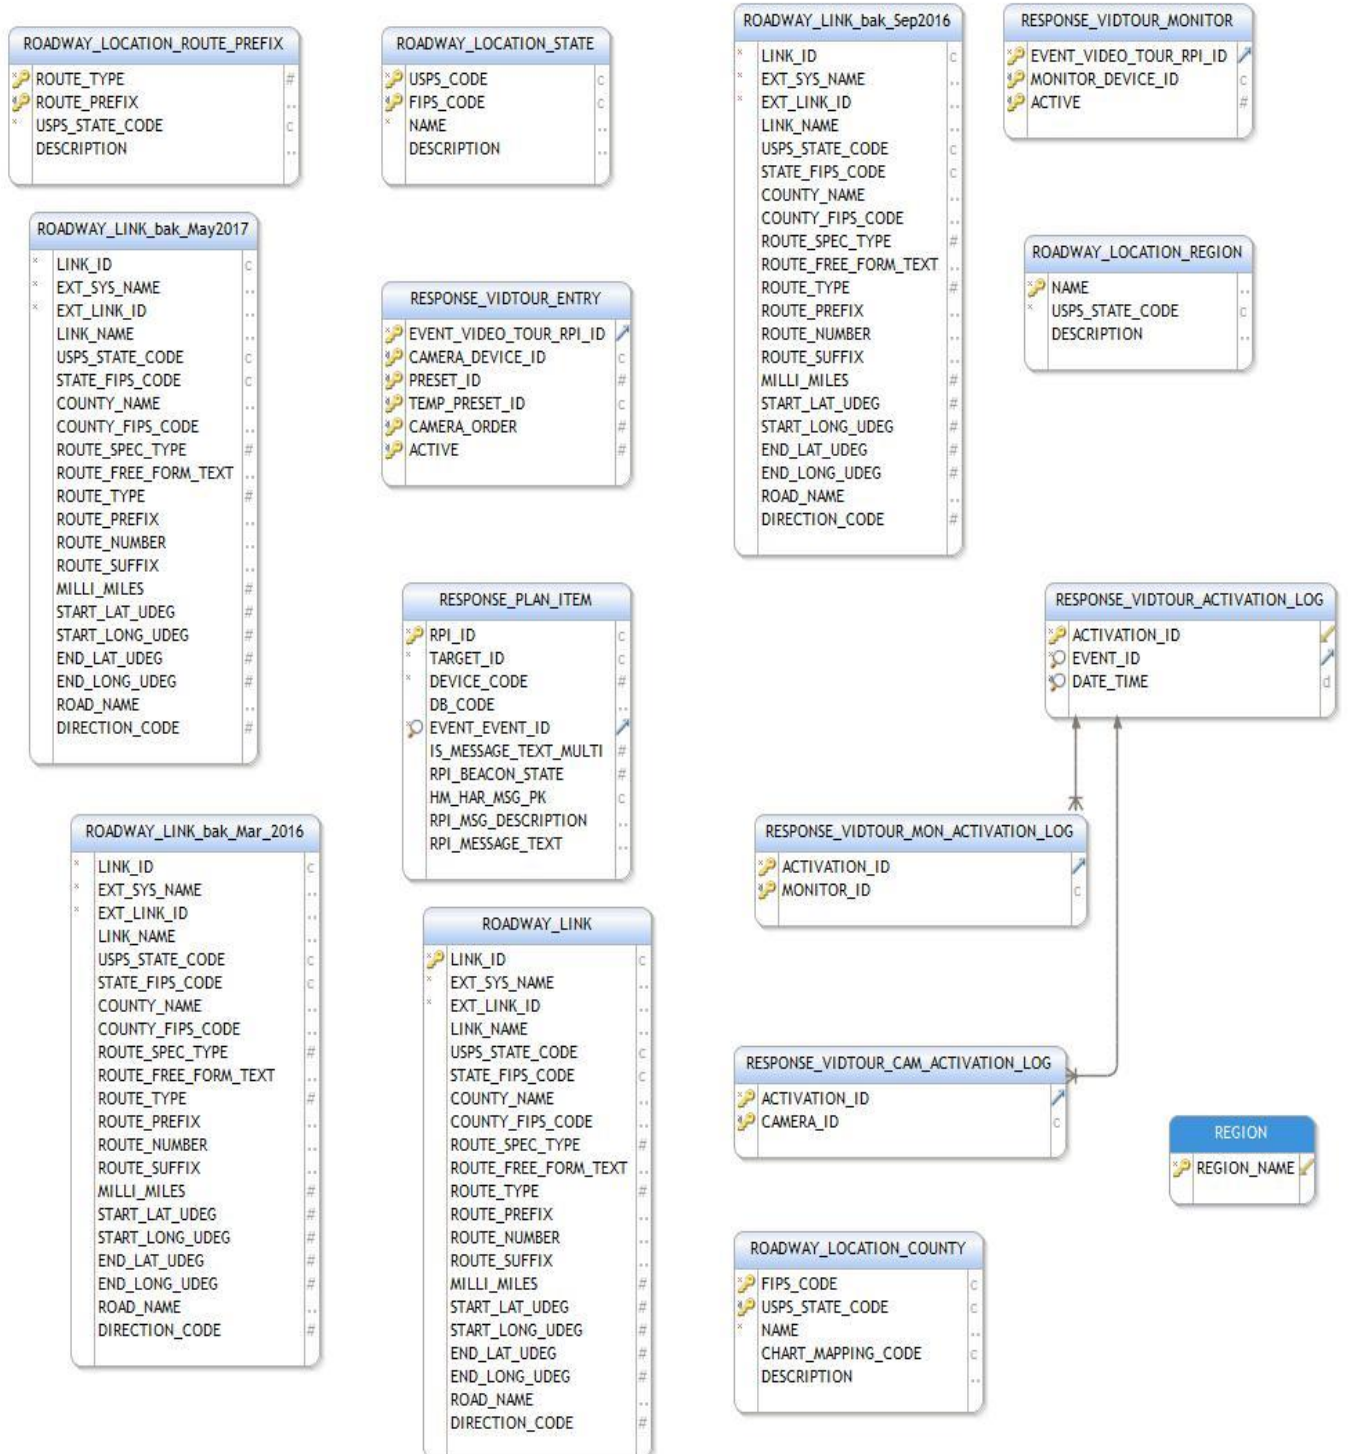 ROADWAY_LOCATION_ROUTE_PREFIX
ROUTE_TYPE #
ROUTE_PREFIX ..
USPS_STATE_CODE c
DESCRIPTION ..
ROADWAY_LOCATION_STATE
USPS_CODE c
FIPS_CODE c
NAME ..
DESCRIPTION ..
ROADWAY_LINK_bak_Sep2016
LINK_ID c
EXT_SYS_NAME ..
EXT_LINK_ID ..
LINK_NAME ..
USPS_STATE_CODE c
STATE_FIPS_CODE c
COUNTY_NAME ..
COUNTY_FIPS_CODE ..
ROUTE_SPEC_TYPE #
ROUTE_FREE_FORM_TEXT ..
ROUTE_TYPE #
ROUTE_PREFIX ..
ROUTE_NUMBER ..
ROUTE_SUFFIX ..
MILLI_MILES #
START_LAT_UDEG #
START_LONG_UDEG #
END_LAT_UDEG #
END_LONG_UDEG #
ROAD_NAME ..
DIRECTION_CODE #
RESPONSE_VIDTOUR_MONITOR
EVENT_VIDEO_TOUR_RPI_ID
MONITOR_DEVICE_ID c
ACTIVE #
ROADWAY_LINK_bak_May2017
LINK_ID c
EXT_SYS_NAME ..
EXT_LINK_ID ..
LINK_NAME ..
USPS_STATE_CODE c
STATE_FIPS_CODE c
COUNTY_NAME ..
COUNTY_FIPS_CODE ..
ROUTE_SPEC_TYPE #
ROUTE_FREE_FORM_TEXT ..
ROUTE_TYPE #
ROUTE_PREFIX ..
ROUTE_NUMBER ..
ROUTE_SUFFIX ..
MILLI_MILES #
START_LAT_UDEG #
START_LONG_UDEG #
END_LAT_UDEG #
END_LONG_UDEG #
ROAD_NAME ..
DIRECTION_CODE #
RESPONSE_VIDTOUR_ENTRY
EVENT_VIDEO_TOUR_RPI_ID
CAMERA_DEVICE_ID c
PRESET_ID #
TEMP_PRESET_ID c
CAMERA_ORDER #
ACTIVE #
ROADWAY_LOCATION_REGION
NAME ..
USPS_STATE_CODE c
DESCRIPTION ..
RESPONSE_PLAN_ITEM
RPI_ID c
TARGET_ID c
DEVICE_CODE #
DB_CODE ..
EVENT_EVENT_ID
IS_MESSAGE_TEXT_MULTI #
RPI_BEACON_STATE #
HM_HAR_MSG_PK c
RPI_MSG_DESCRIPTION ..
RPI_MESSAGE_TEXT ..
RESPONSE_VIDTOUR_ACTIVATION_LOG
ACTIVATION_ID
EVENT_ID
DATE_TIME d
ROADWAY_LINK_bak_Mar_2016
LINK_ID c
EXT_SYS_NAME ..
EXT_LINK_ID ..
LINK_NAME ..
USPS_STATE_CODE c
STATE_FIPS_CODE c
COUNTY_NAME ..
COUNTY_FIPS_CODE ..
ROUTE_SPEC_TYPE #
ROUTE_FREE_FORM_TEXT ..
ROUTE_TYPE #
ROUTE_PREFIX ..
ROUTE_NUMBER ..
ROUTE_SUFFIX ..
MILLI_MILES #
START_LAT_UDEG #
START_LONG_UDEG #
END_LAT_UDEG #
END_LONG_UDEG #
ROAD_NAME ..
DIRECTION_CODE #
RESPONSE_VIDTOUR_MON_ACTIVATION_LOG
ACTIVATION_ID
MONITOR_ID c
ROADWAY_LINK
LINK_ID c
EXT_SYS_NAME ..
EXT_LINK_ID ..
LINK_NAME ..
USPS_STATE_CODE c
STATE_FIPS_CODE c
COUNTY_NAME ..
COUNTY_FIPS_CODE ..
ROUTE_SPEC_TYPE #
ROUTE_FREE_FORM_TEXT ..
ROUTE_TYPE #
ROUTE_PREFIX ..
ROUTE_NUMBER ..
ROUTE_SUFFIX ..
MILLI_MILES #
START_LAT_UDEG #
START_LONG_UDEG #
END_LAT_UDEG #
END_LONG_UDEG #
ROAD_NAME ..
DIRECTION_CODE #
RESPONSE_VIDTOUR_CAM_ACTIVATION_LOG
ACTIVATION_ID
CAMERA_ID c
REGION
REGION_NAME
ROADWAY_LOCATION_COUNTY
FIPS_CODE c
USPS_STATE_CODE c
NAME ..
CHART_MAPPING_CODE c
DESCRIPTION ..